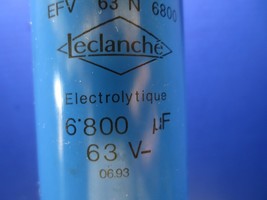 EFV 63 N 6800
Leclanché
Electrolytique
6'800 µF
63 V–
06.93